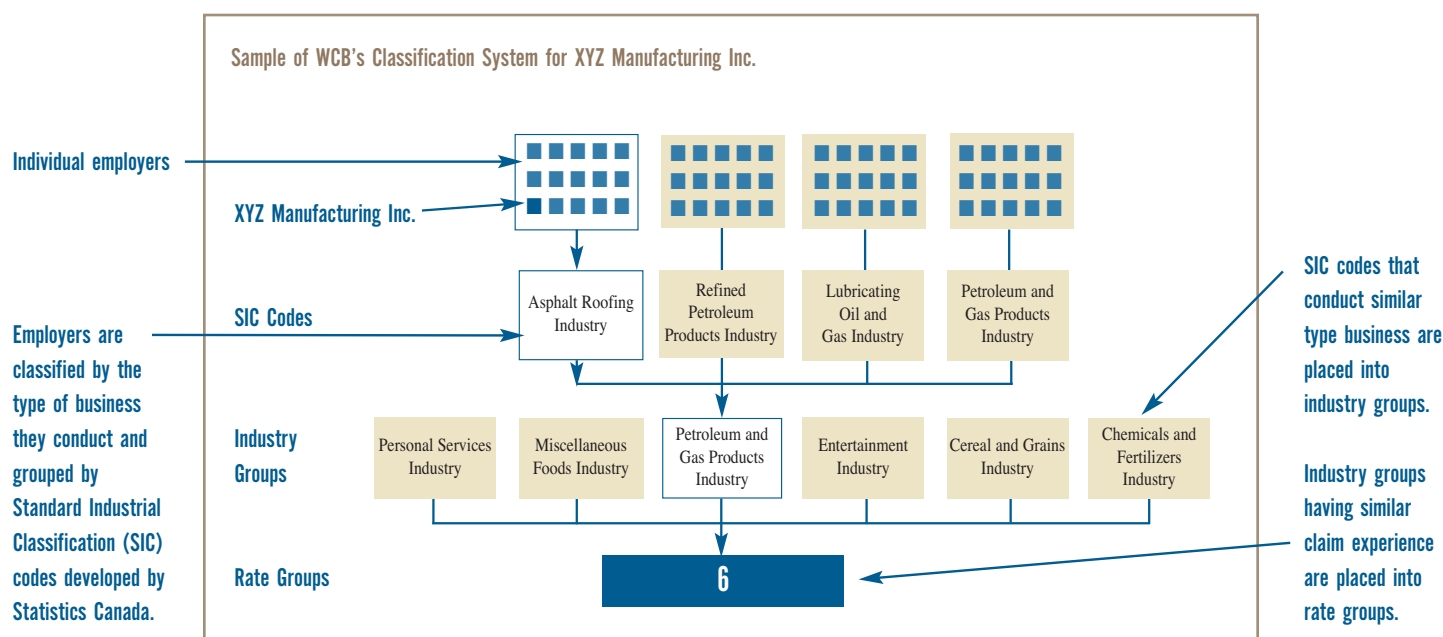 Sample of WCB's Classification System for XYZ Manufacturing Inc.
Individual employers
XYZ Manufacturing Inc.
SIC Codes
Asphalt Roofing
Industry
Refined
Petroleum
Products Industry
Lubricating
Oil and
Gas Industry
Petroleum and
Gas Products
Industry
Employers are
classified by the
type of business
they conduct and
grouped by
Standard Industrial
Classification (SIC)
codes developed by
Statistics Canada.
SIC codes that
conduct similar
type business are
placed into
industry groups.
Industry
Groups
Personal Services
Industry
Miscellaneous
Foods Industry
Petroleum and
Gas Products
Industry
Entertainment
Industry
Cereal and Grains
Industry
Chemicals and
Fertilizers
Industry
Rate Groups
6
Industry groups
having similar
claim experience
are placed into
rate groups.